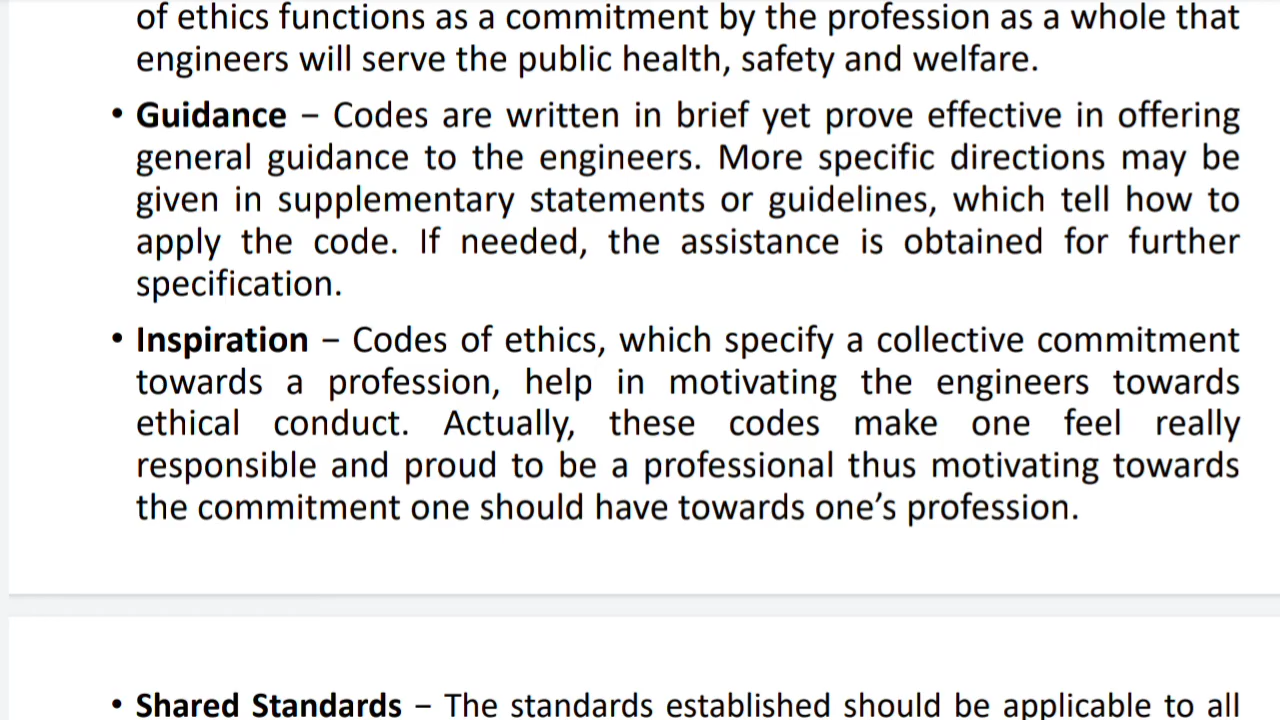 of ethics functions as a commitment by the profession as a whole that
engineers will serve the public health, safety and welfare.
• Guidance – Codes are written in brief yet prove effective in offering
general guidance to the engineers. More specific directions may be
given in supplementary statements or guidelines, which tell how to
apply the code. If needed, the assistance is obtained for further
specification.
• Inspiration – Codes of ethics, which specify a collective commitment
towards a profession, help in motivating the engineers towards
ethical conduct. Actually, these codes make one feel really
responsible and proud to be a professional thus motivating towards
the commitment one should have towards one’s profession.
• Shared Standards – The standards established should be applicable to all